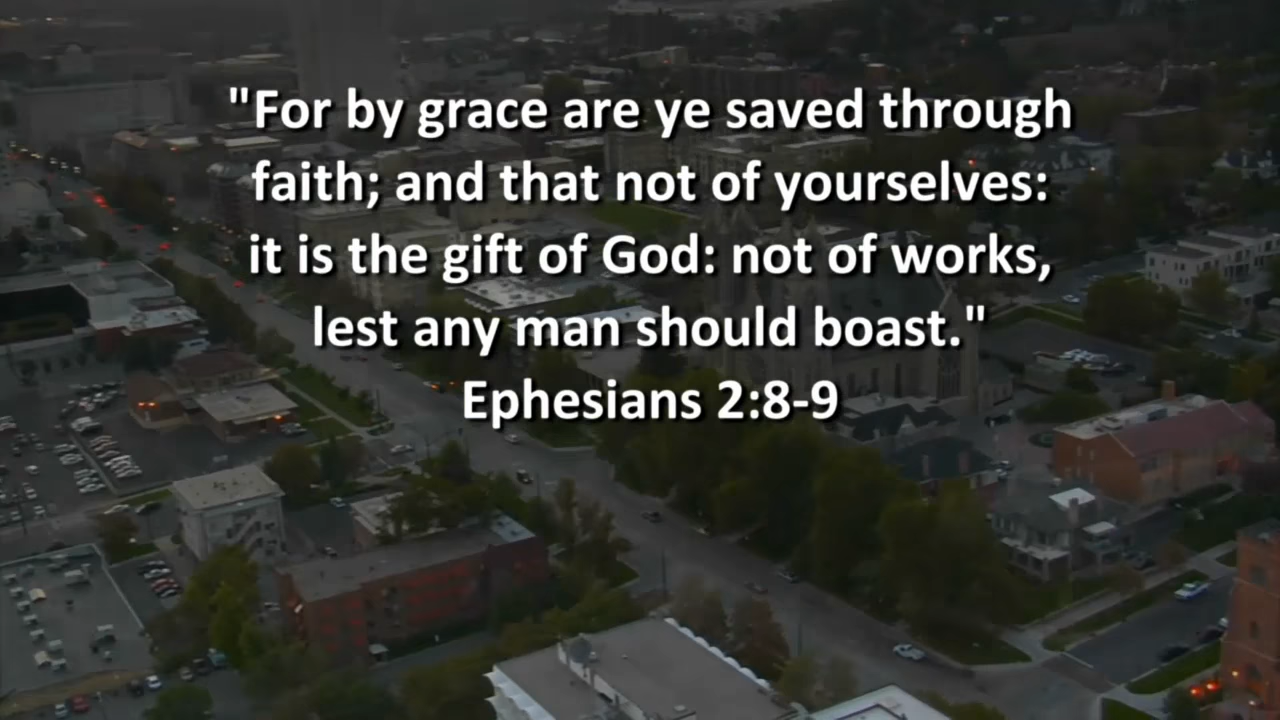 "For by grace are ye saved through
faith; and that not of yourselves:
it is the gift of God: not of works,
lest any man should boast."
Ephesians 2:8-9